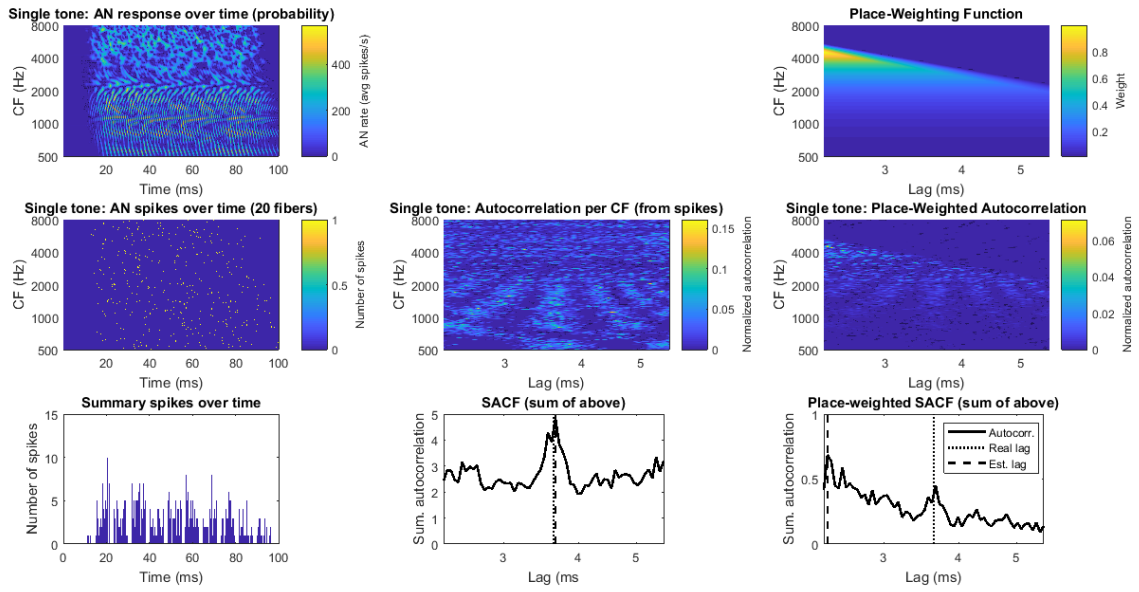 Single tone: AN response over time (probability)
8000
4000
2000
1000
500
CF (Hz)
20 40 60 80 100
Time (ms)
400
200
0
AN rate (avg spikes/s)
Place-Weighting Function
8000
4000
2000
1000
500
CF (Hz)
3 4 5
Lag (ms)
0.8
0.6
0.4
0.2
Weight
Single tone: AN spikes over time (20 fibers)
8000
4000
2000
1000
500
CF (Hz)
20 40 60 80 100
Time (ms)
1
0.5
0
Number of spikes
Single tone: Autocorrelation per CF (from spikes)
8000
4000
2000
1000
500
CF (Hz)
3 4 5
Lag (ms)
0.15
0.1
0.05
0
Normalized autocorrelation
Single tone: Place-Weighted Autocorrelation
8000
4000
2000
1000
500
CF (Hz)
3 4 5
Lag (ms)
0.06
0.04
0.02
0
Normalized autocorrelation
Summary spikes over time
15
10
5
0
Number of spikes
0 20 40 60 80 100
Time (ms)
SACF (sum of above)
5
4
3
2
1
0
Sum. autocorrelation
3 4 5
Lag (ms
Place-weighted SACF (sum of above)
1
0.5
0
Sum. autocorrelation
Autocorr.
Real lag
Est. lag
3 4 5
Lag (ms)